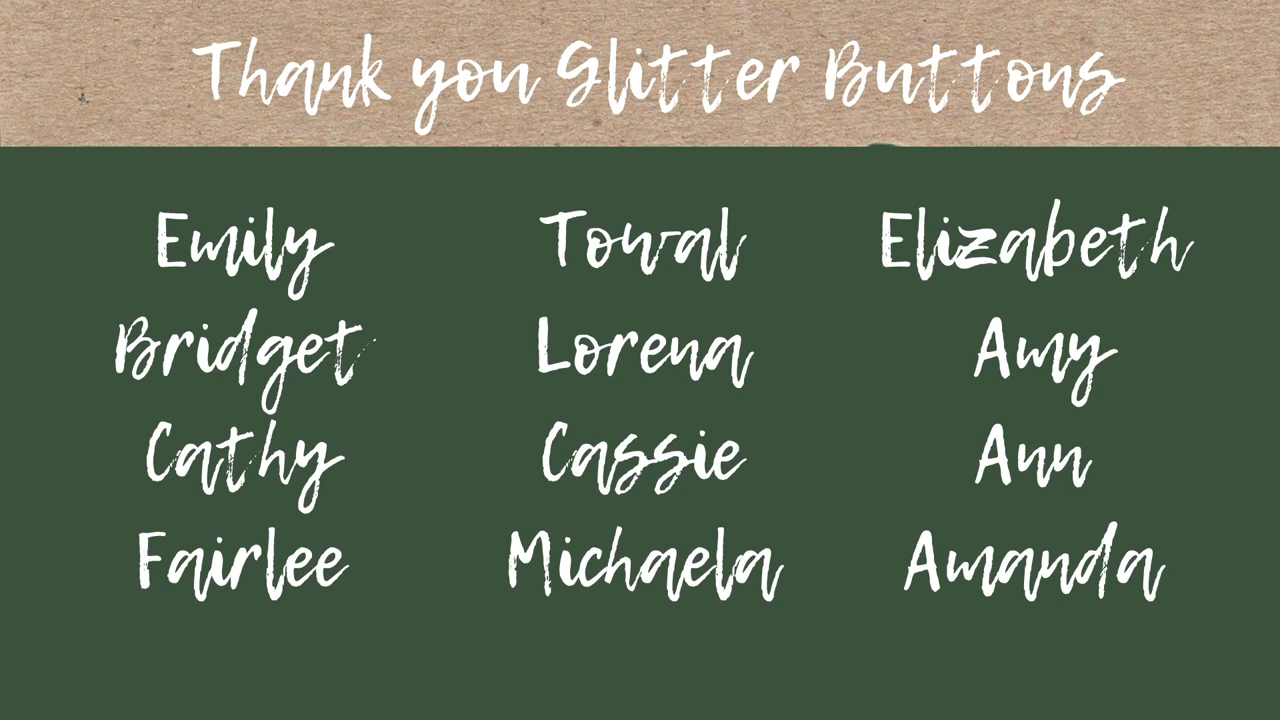 Thank you Glitter Buttons
Emily Towal Elizabeth
Bridget Lorena Amy
Cathy Cassie Ann
Fairlee Michaela Amanda